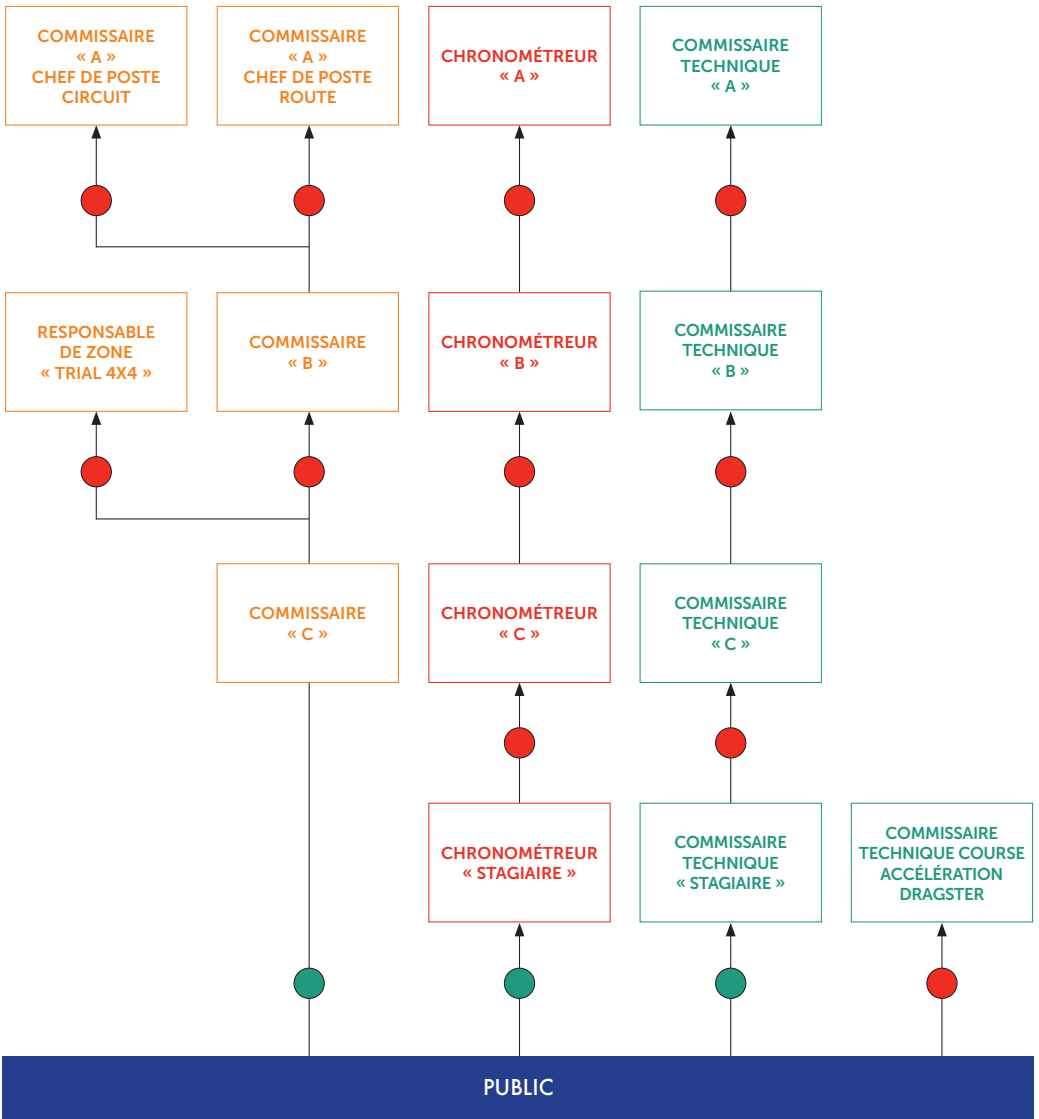 COMMISSAIRE
« A »
CHEF DE POSTE
CIRCUIT
COMMISSAIRE
« A »
CHEF DE POSTE
ROUTE
CHRONOMÉTREUR
« A »
COMMISSAIRE
TECHNIQUE
« A »
RESPONSABLE
DE ZONE
« TRIAL 4X4 »
COMMISSAIRE
« B »
CHRONOMÉTREUR
« B »
COMMISSAIRE
TECHNIQUE
« B »
COMMISSAIRE
« C »
CHRONOMÉTREUR
« C »
COMMISSAIRE
TECHNIQUE
« C »
CHRONOMÉTREUR
« STAGIAIRE »
COMMISSAIRE
TECHNIQUE
« STAGIAIRE »
COMMISSAIRE
TECHNIQUE COURSE
ACCÉLÉRATION
DRAGSTER
PUBLIC